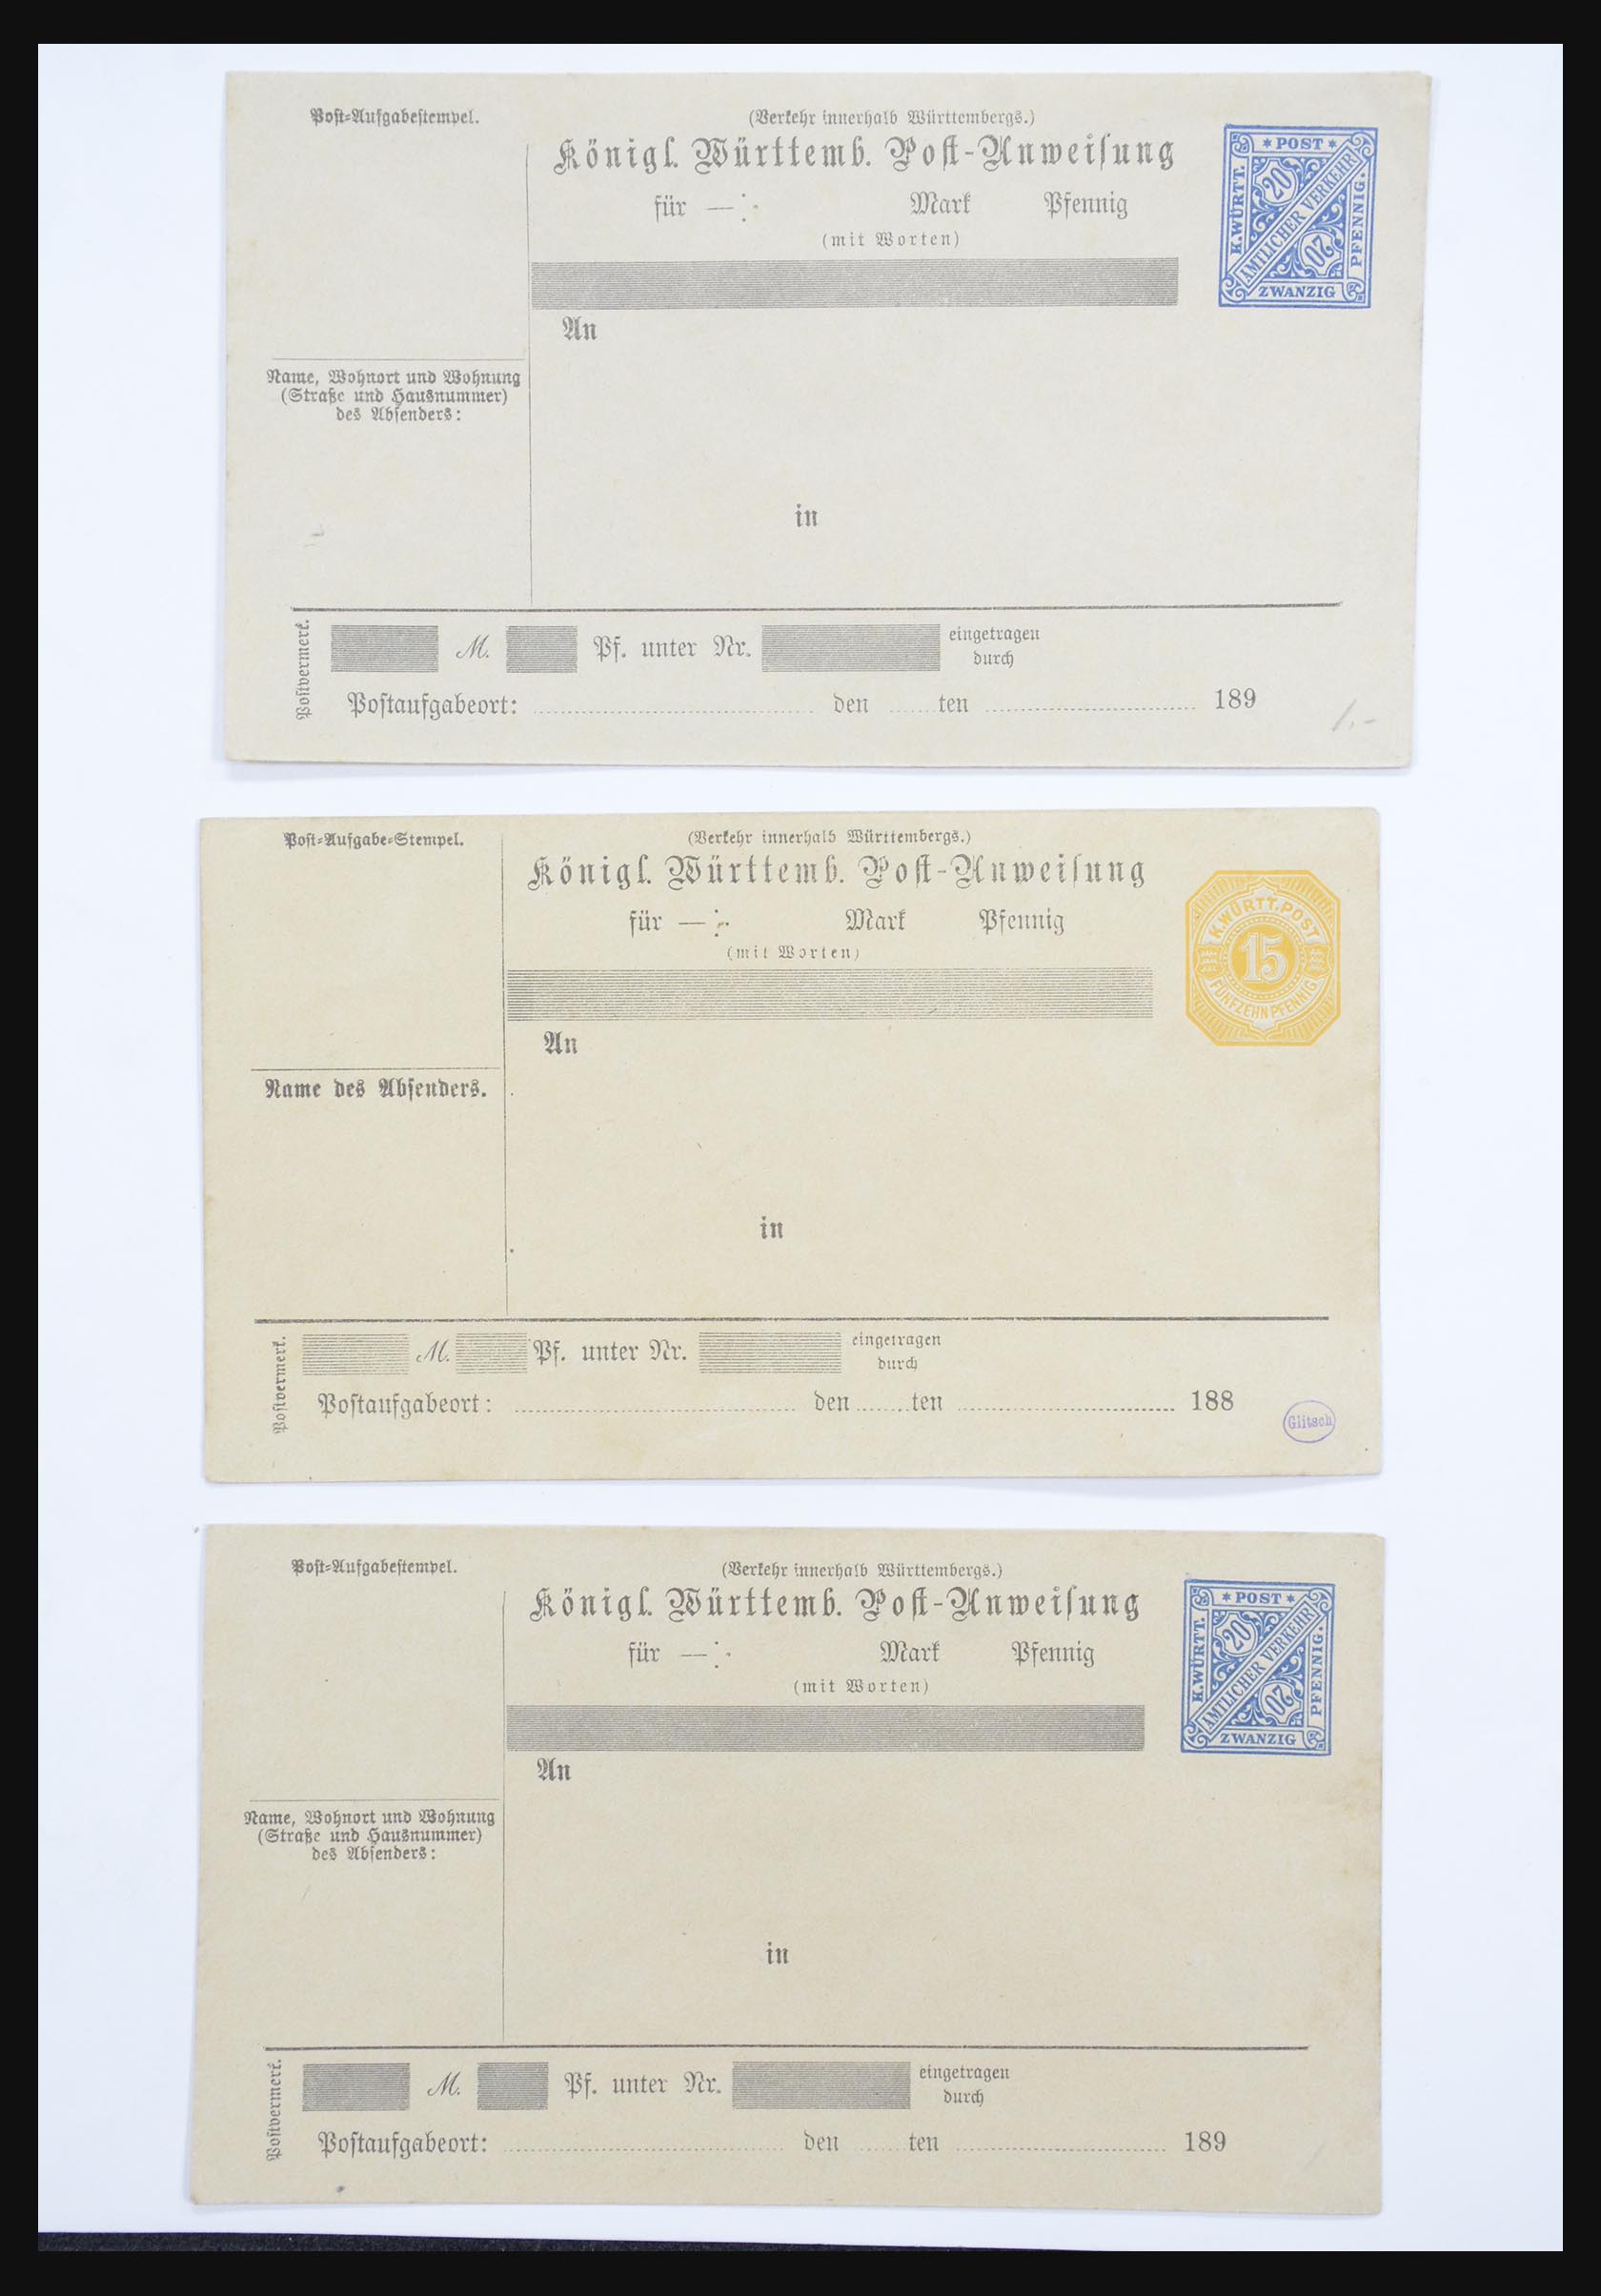 Post-Aufgabestempel.
(Verkehr innerhalb Württembergs.)
Königl. Württemb. Post-Anweisung
für — Mark Pfennig
(mit Worten)
* POST *
K.WÜRTT.
20
AMTLICHER VERKEHR
20
PFENNIG.
ZWANZIG
An
Name, Wohnort und Wohnung
(Straße und Hausnummer)
des Absenders:
in
Postvermerk.
M. Pf. unter Nr. eingetragen
durch
Postaufgabeort: den ten 189
1.-
Post-Aufgabe-Stempel.
(Verkehr innerhalb Württembergs.)
Königl. Württemb. Post-Anweisung
für — Mark Pfennig
(mit Worten)
K.WÜRTT.POST
15
FÜNFZEHN PFENNIG
An
Name des Absenders.
in
Postvermerk.
M. Pf. unter Nr. eingetragen
durch
Postaufgabeort: den ten 188
Glitsch
Post-Aufgabestempel.
(Verkehr innerhalb Württembergs.)
Königl. Württemb. Post-Anweisung
für — Mark Pfennig
(mit Worten)
* POST *
K.WÜRTT.
20
AMTLICHER VERKEHR
20
PFENNIG.
ZWANZIG
An
Name, Wohnort und Wohnung
(Straße und Hausnummer)
des Absenders:
in
Postvermerk.
M. Pf. unter Nr. eingetragen
durch
Postaufgabeort: den ten 189